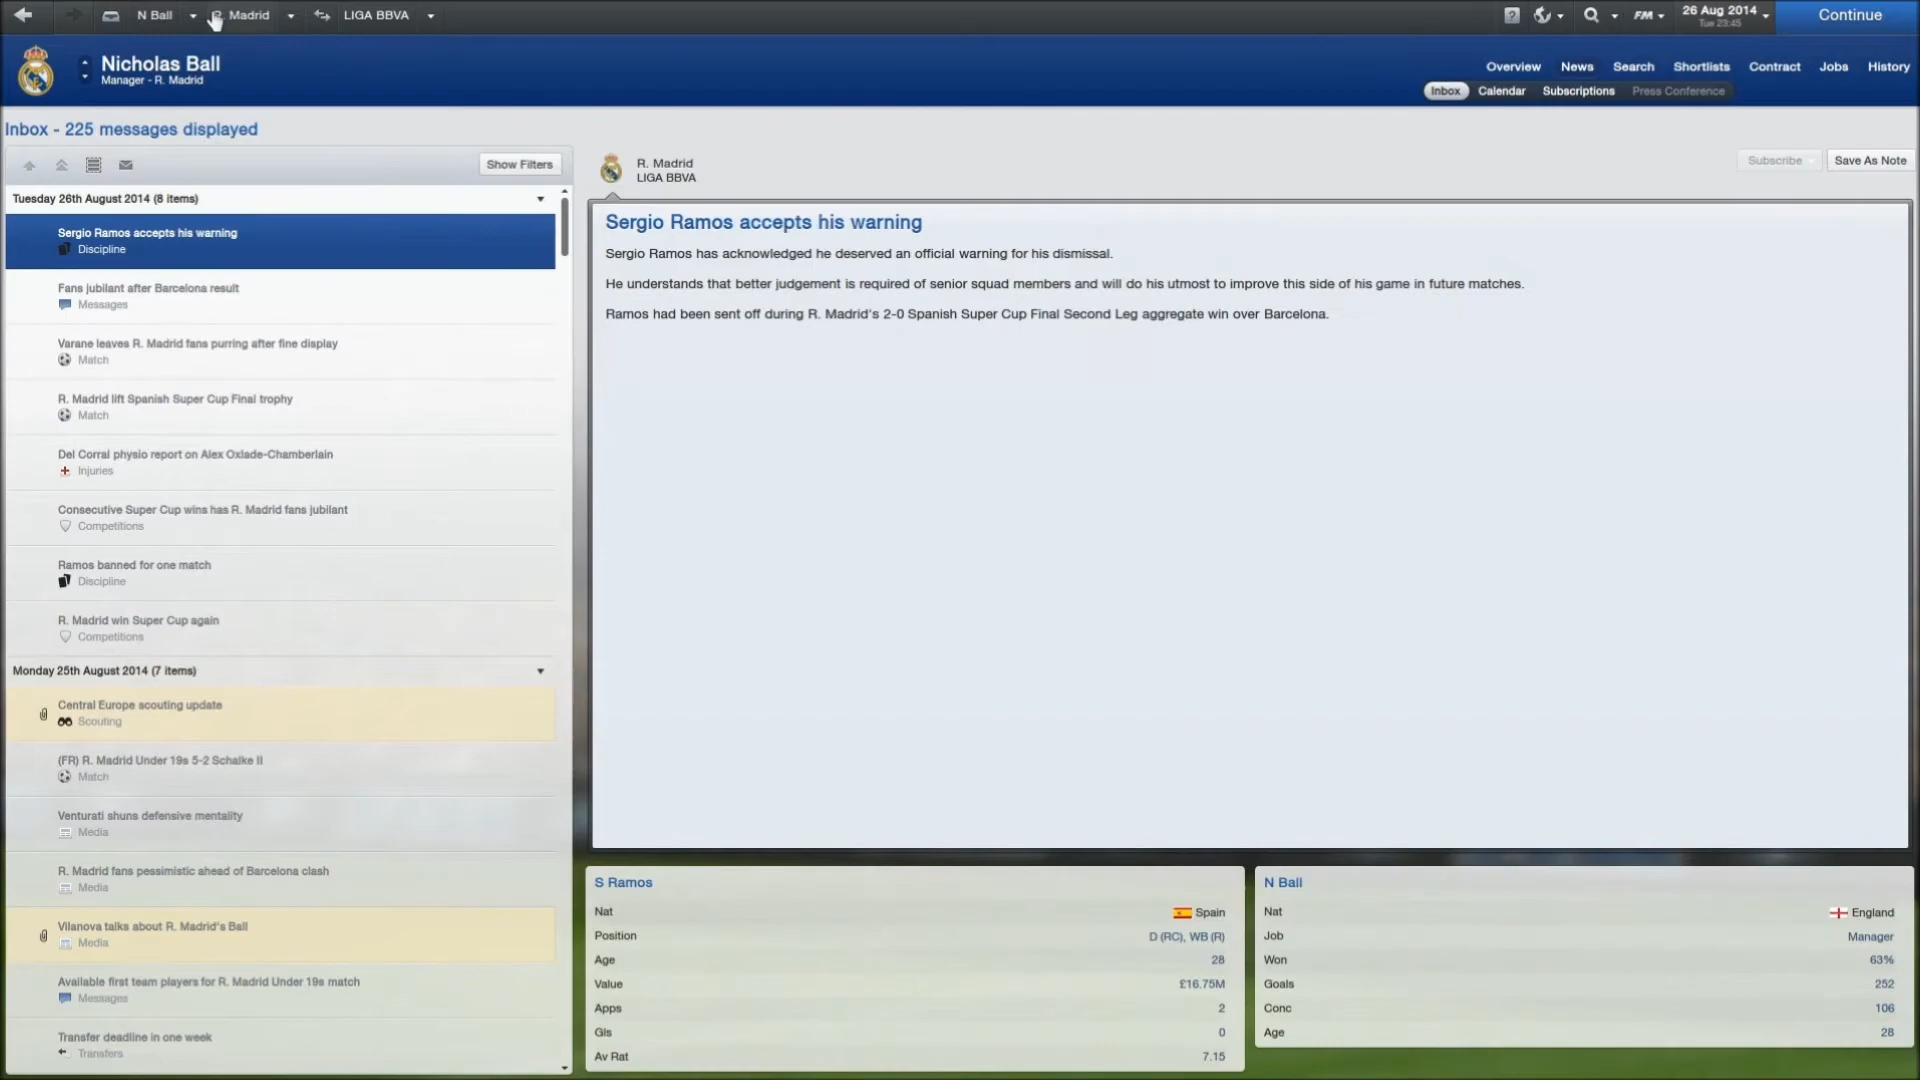 N Ball
R. Madrid
LIGA BBVA
FM
26 Aug 2014
Tue 23:45
Continue
Nicholas Ball
Manager - R. Madrid
Overview News Search Shortlists Contract Jobs History
Inbox Calendar Subscriptions Press Conference
Inbox - 225 messages displayed
Show Filters
Tuesday 26th August 2014 (8 items)
Sergio Ramos accepts his warning
Discipline
Fans jubilant after Barcelona result
Messages
Varane leaves R. Madrid fans purring after fine display
Match
R. Madrid lift Spanish Super Cup Final trophy
Match
Del Corral physio report on Alex Oxlade-Chamberlain
Injuries
Consecutive Super Cup wins has R. Madrid fans jubilant
Competitions
Ramos banned for one match
Discipline
R. Madrid win Super Cup again
Competitions
Monday 25th August 2014 (7 items)
Central Europe scouting update
Scouting
(FR) R. Madrid Under 19s 5-2 Schalke II
Match
Venturati shuns defensive mentality
Media
R. Madrid fans pessimistic ahead of Barcelona clash
Media
Vilanova talks about R. Madrid's Ball
Media
Available first team players for R. Madrid Under 19s match
Messages
Transfer deadline in one week
Transfers
R. Madrid
LIGA BBVA
Subscribe
Save As Note
Sergio Ramos accepts his warning
Sergio Ramos has acknowledged he deserved an official warning for his dismissal.
He understands that better judgement is required of senior squad members and will do his utmost to improve this side of his game in future matches.
Ramos had been sent off during R. Madrid's 2-0 Spanish Super Cup Final Second Leg aggregate win over Barcelona.
S Ramos
Nat Spain
Position D (RC), WB (R)
Age 28
Value £16.75M
Apps 2
Gls 0
Av Rat 7.15
N Ball
Nat England
Job Manager
Won 63%
Goals 252
Conc 106
Age 28